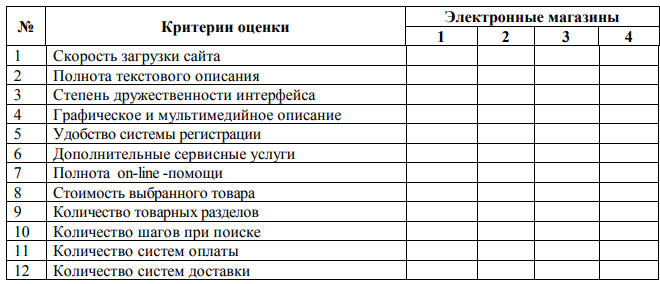 № Критерии оценки Электронные магазины
1 2 3 4
1 Скорость загрузки сайта
2 Полнота текстового описания
3 Степень дружественности интерфейса
4 Графическое и мультимедийное описание
5 Удобство системы регистрации
6 Дополнительные сервисные услуги
7 Полнота on-line -помощи
8 Стоимость выбранного товара
9 Количество товарных разделов
10 Количество шагов при поиске
11 Количество систем оплаты
12 Количество систем доставки